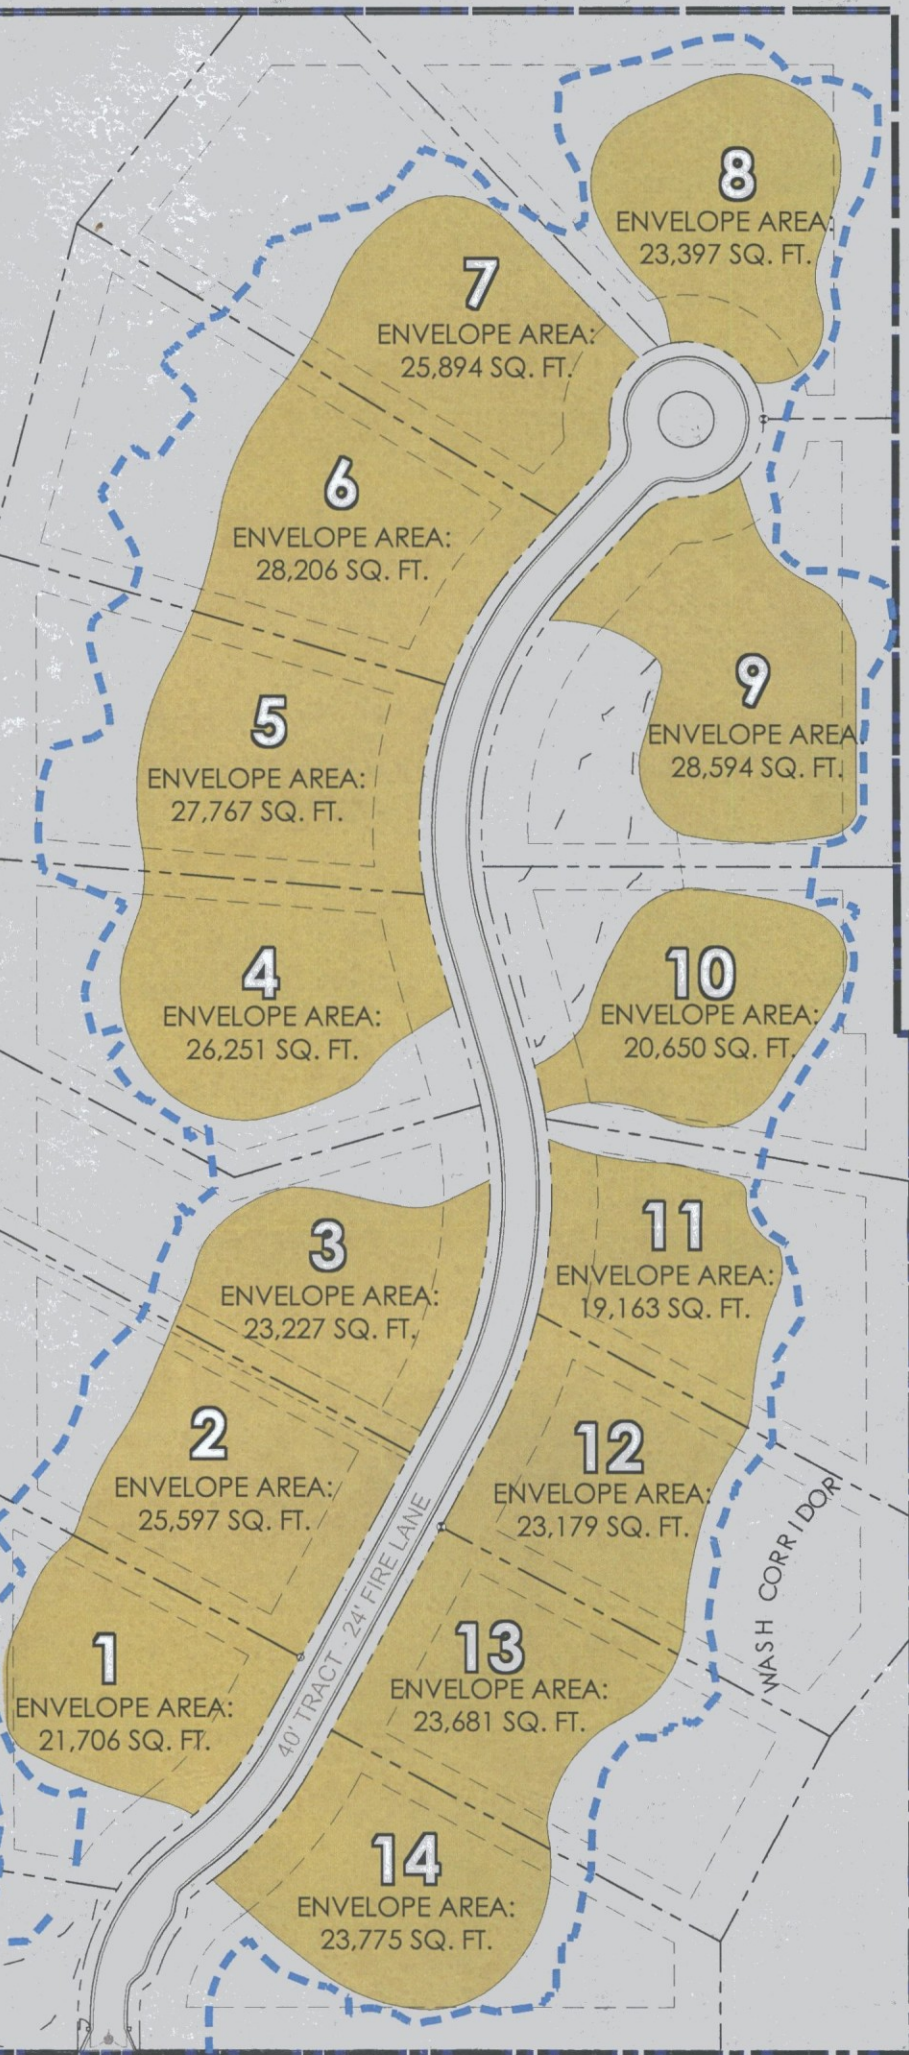 8
ENVELOPE AREA:
23,397 SQ. FT.
7
ENVELOPE AREA:
25,894 SQ. FT.
6
ENVELOPE AREA:
28,206 SQ. FT.
9
ENVELOPE AREA:
28,594 SQ. FT.
5
ENVELOPE AREA:
27,767 SQ. FT.
4
ENVELOPE AREA:
26,251 SQ. FT.
10
ENVELOPE AREA:
20,650 SQ. FT.
11
ENVELOPE AREA:
19,163 SQ. FT.
3
ENVELOPE AREA:
23,227 SQ. FT.
2
ENVELOPE AREA:
25,597 SQ. FT.
12
ENVELOPE AREA:
23,179 SQ. FT.
WASH CORRIDOR
40' TRACT - 24' FIRE LANE
1
ENVELOPE AREA:
21,706 SQ. FT.
13
ENVELOPE AREA:
23,681 SQ. FT.
14
ENVELOPE AREA:
23,775 SQ. FT.